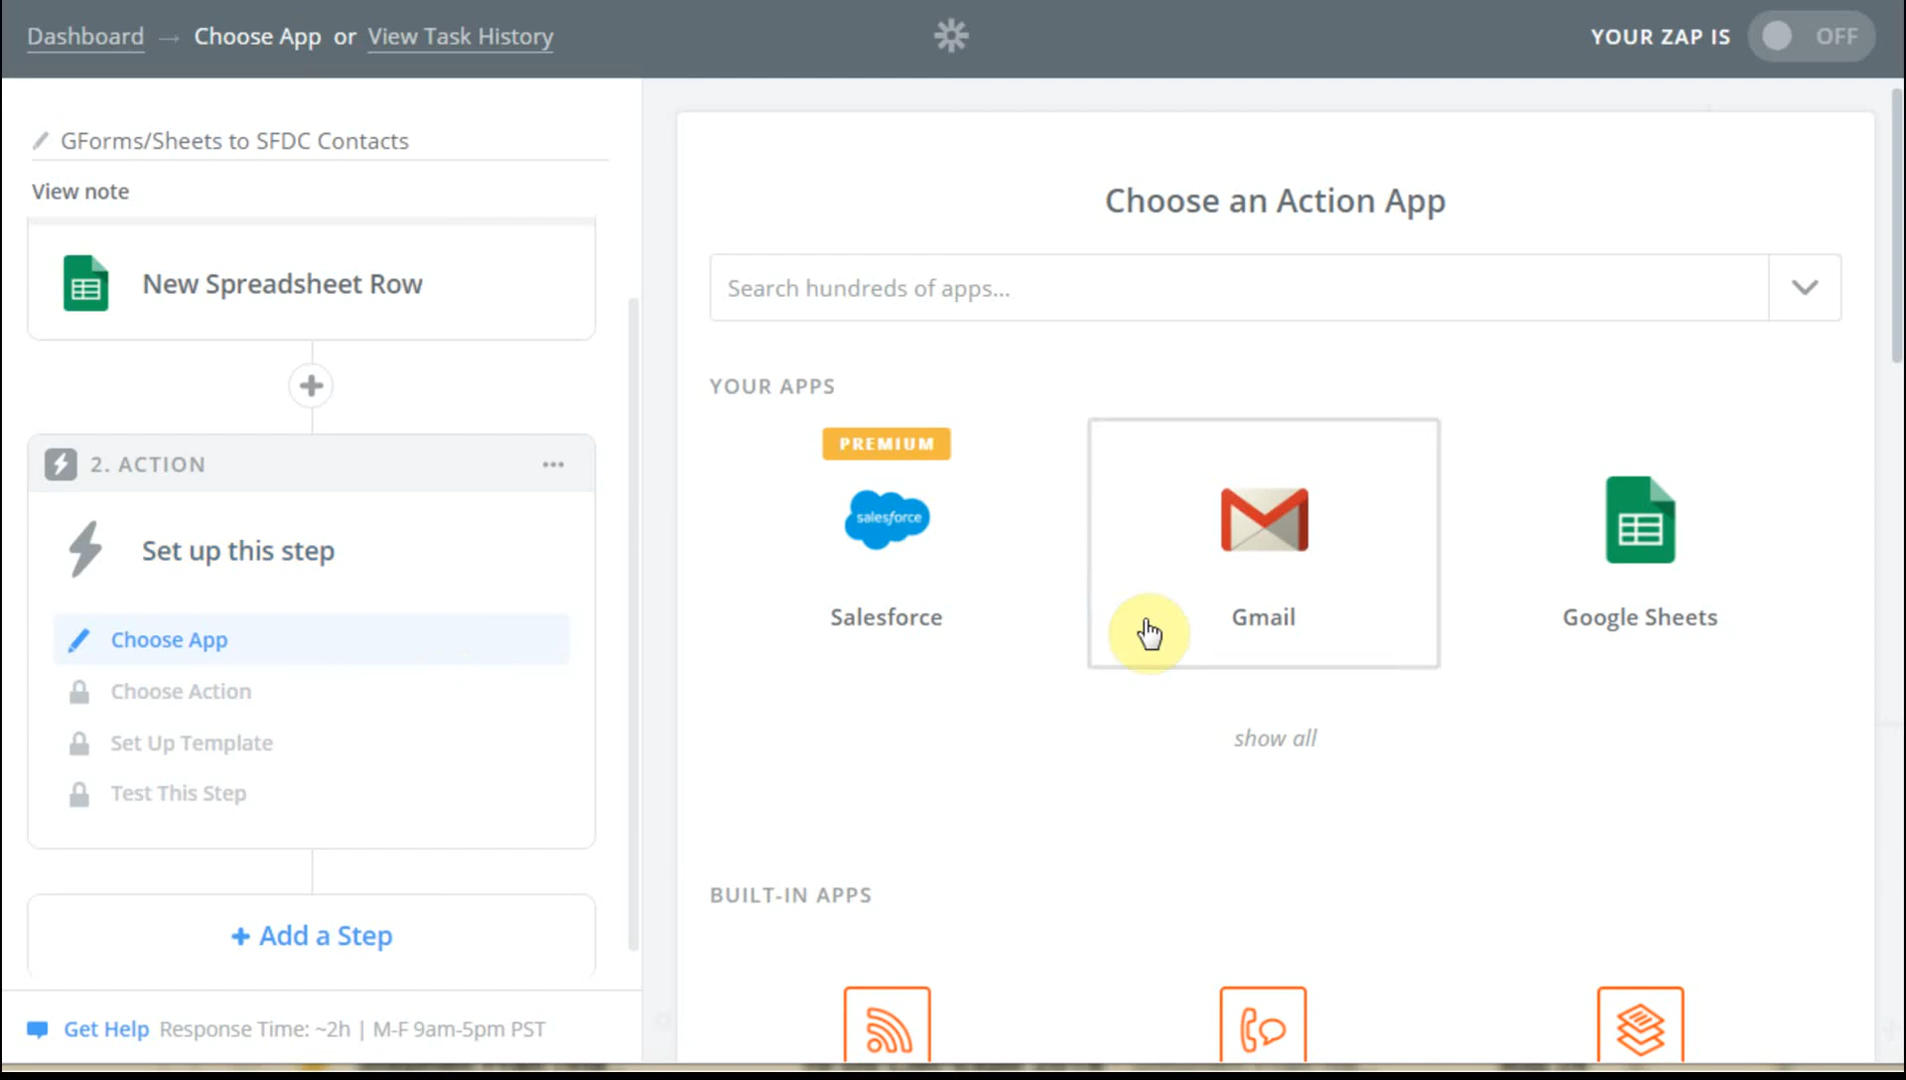 Dashboard → Choose App or View Task History
YOUR ZAP IS OFF
GForms/Sheets to SFDC Contacts
View note
New Spreadsheet Row
2. ACTION
Set up this step
Choose App
Choose Action
Set Up Template
Test This Step
+ Add a Step
Get Help Response Time: ~2h | M-F 9am-5pm PST
Choose an Action App
Search hundreds of apps...
YOUR APPS
PREMIUM
salesforce
Salesforce
Gmail
Google Sheets
show all
BUILT-IN APPS